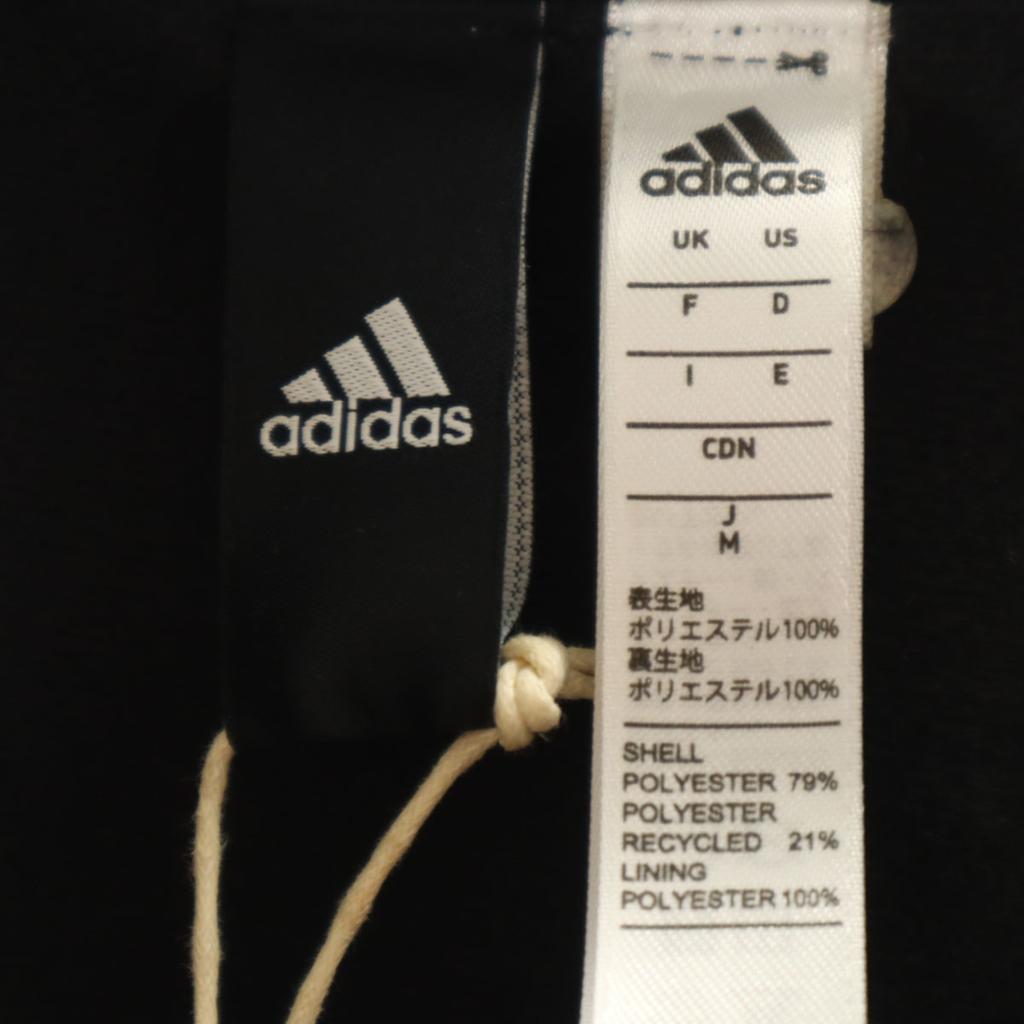 adidas
adidas
UK US
F D
I E
CDN
J
M
表生地
ポリエステル100%
裏生地
ポリエステル100%
SHELL
POLYESTER 79%
POLYESTER
RECYCLED 21%
LINING
POLYESTER 100%